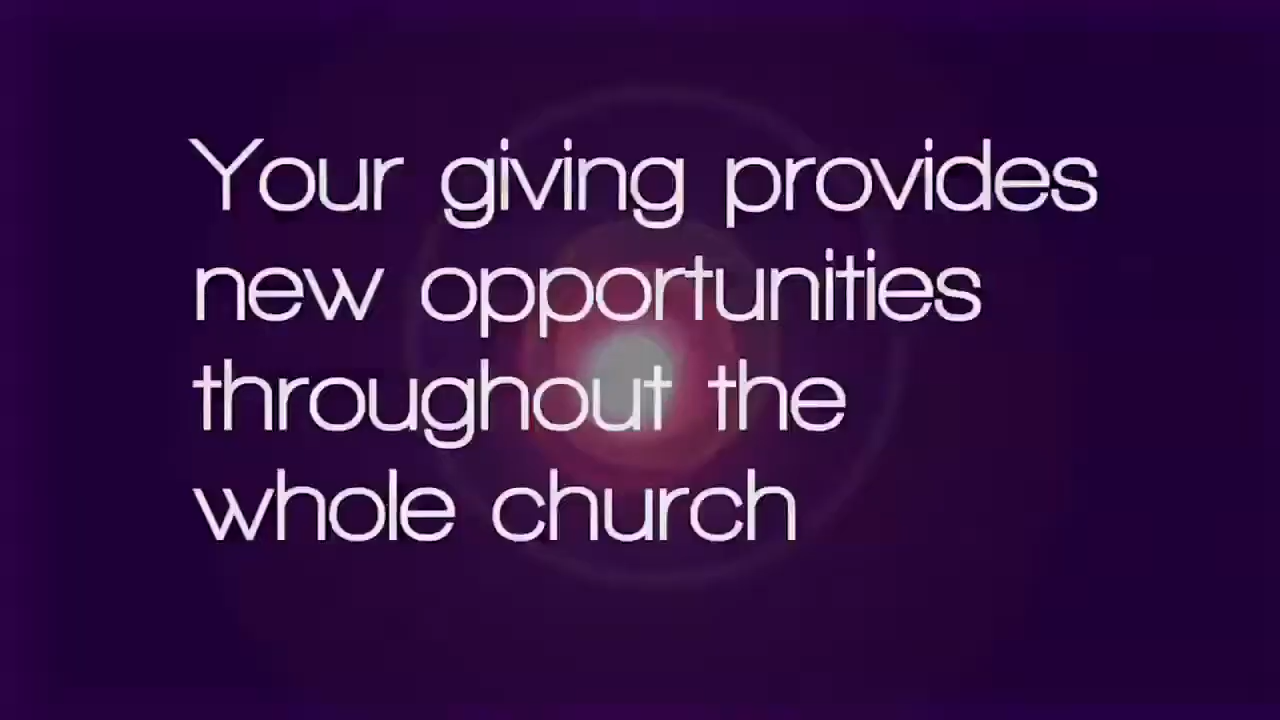 Your giving provides
new opportunities
throughout the
whole church